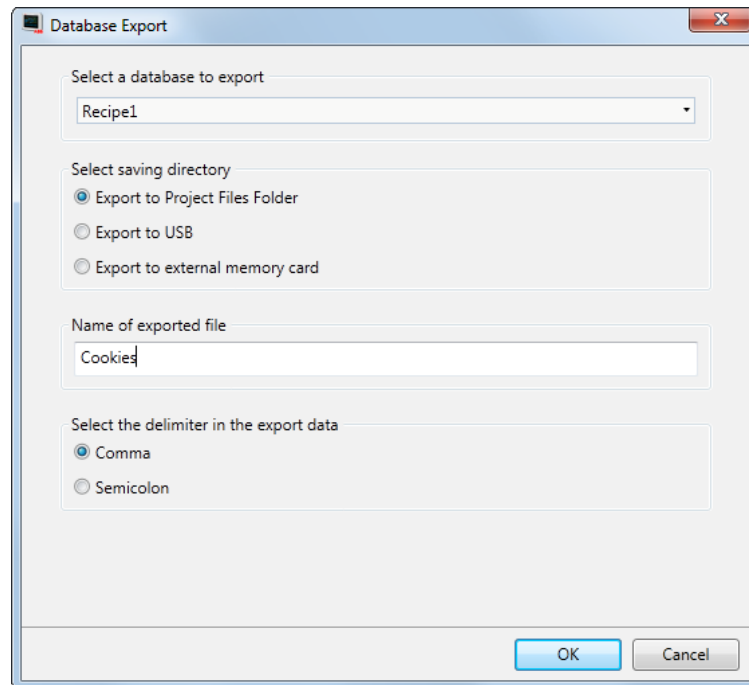 Database Export
Select a database to export
Recipe1
Select saving directory
Export to Project Files Folder
Export to USB
Export to external memory card
Name of exported file
Cookies
Select the delimiter in the export data
Comma
Semicolon
OK Cancel